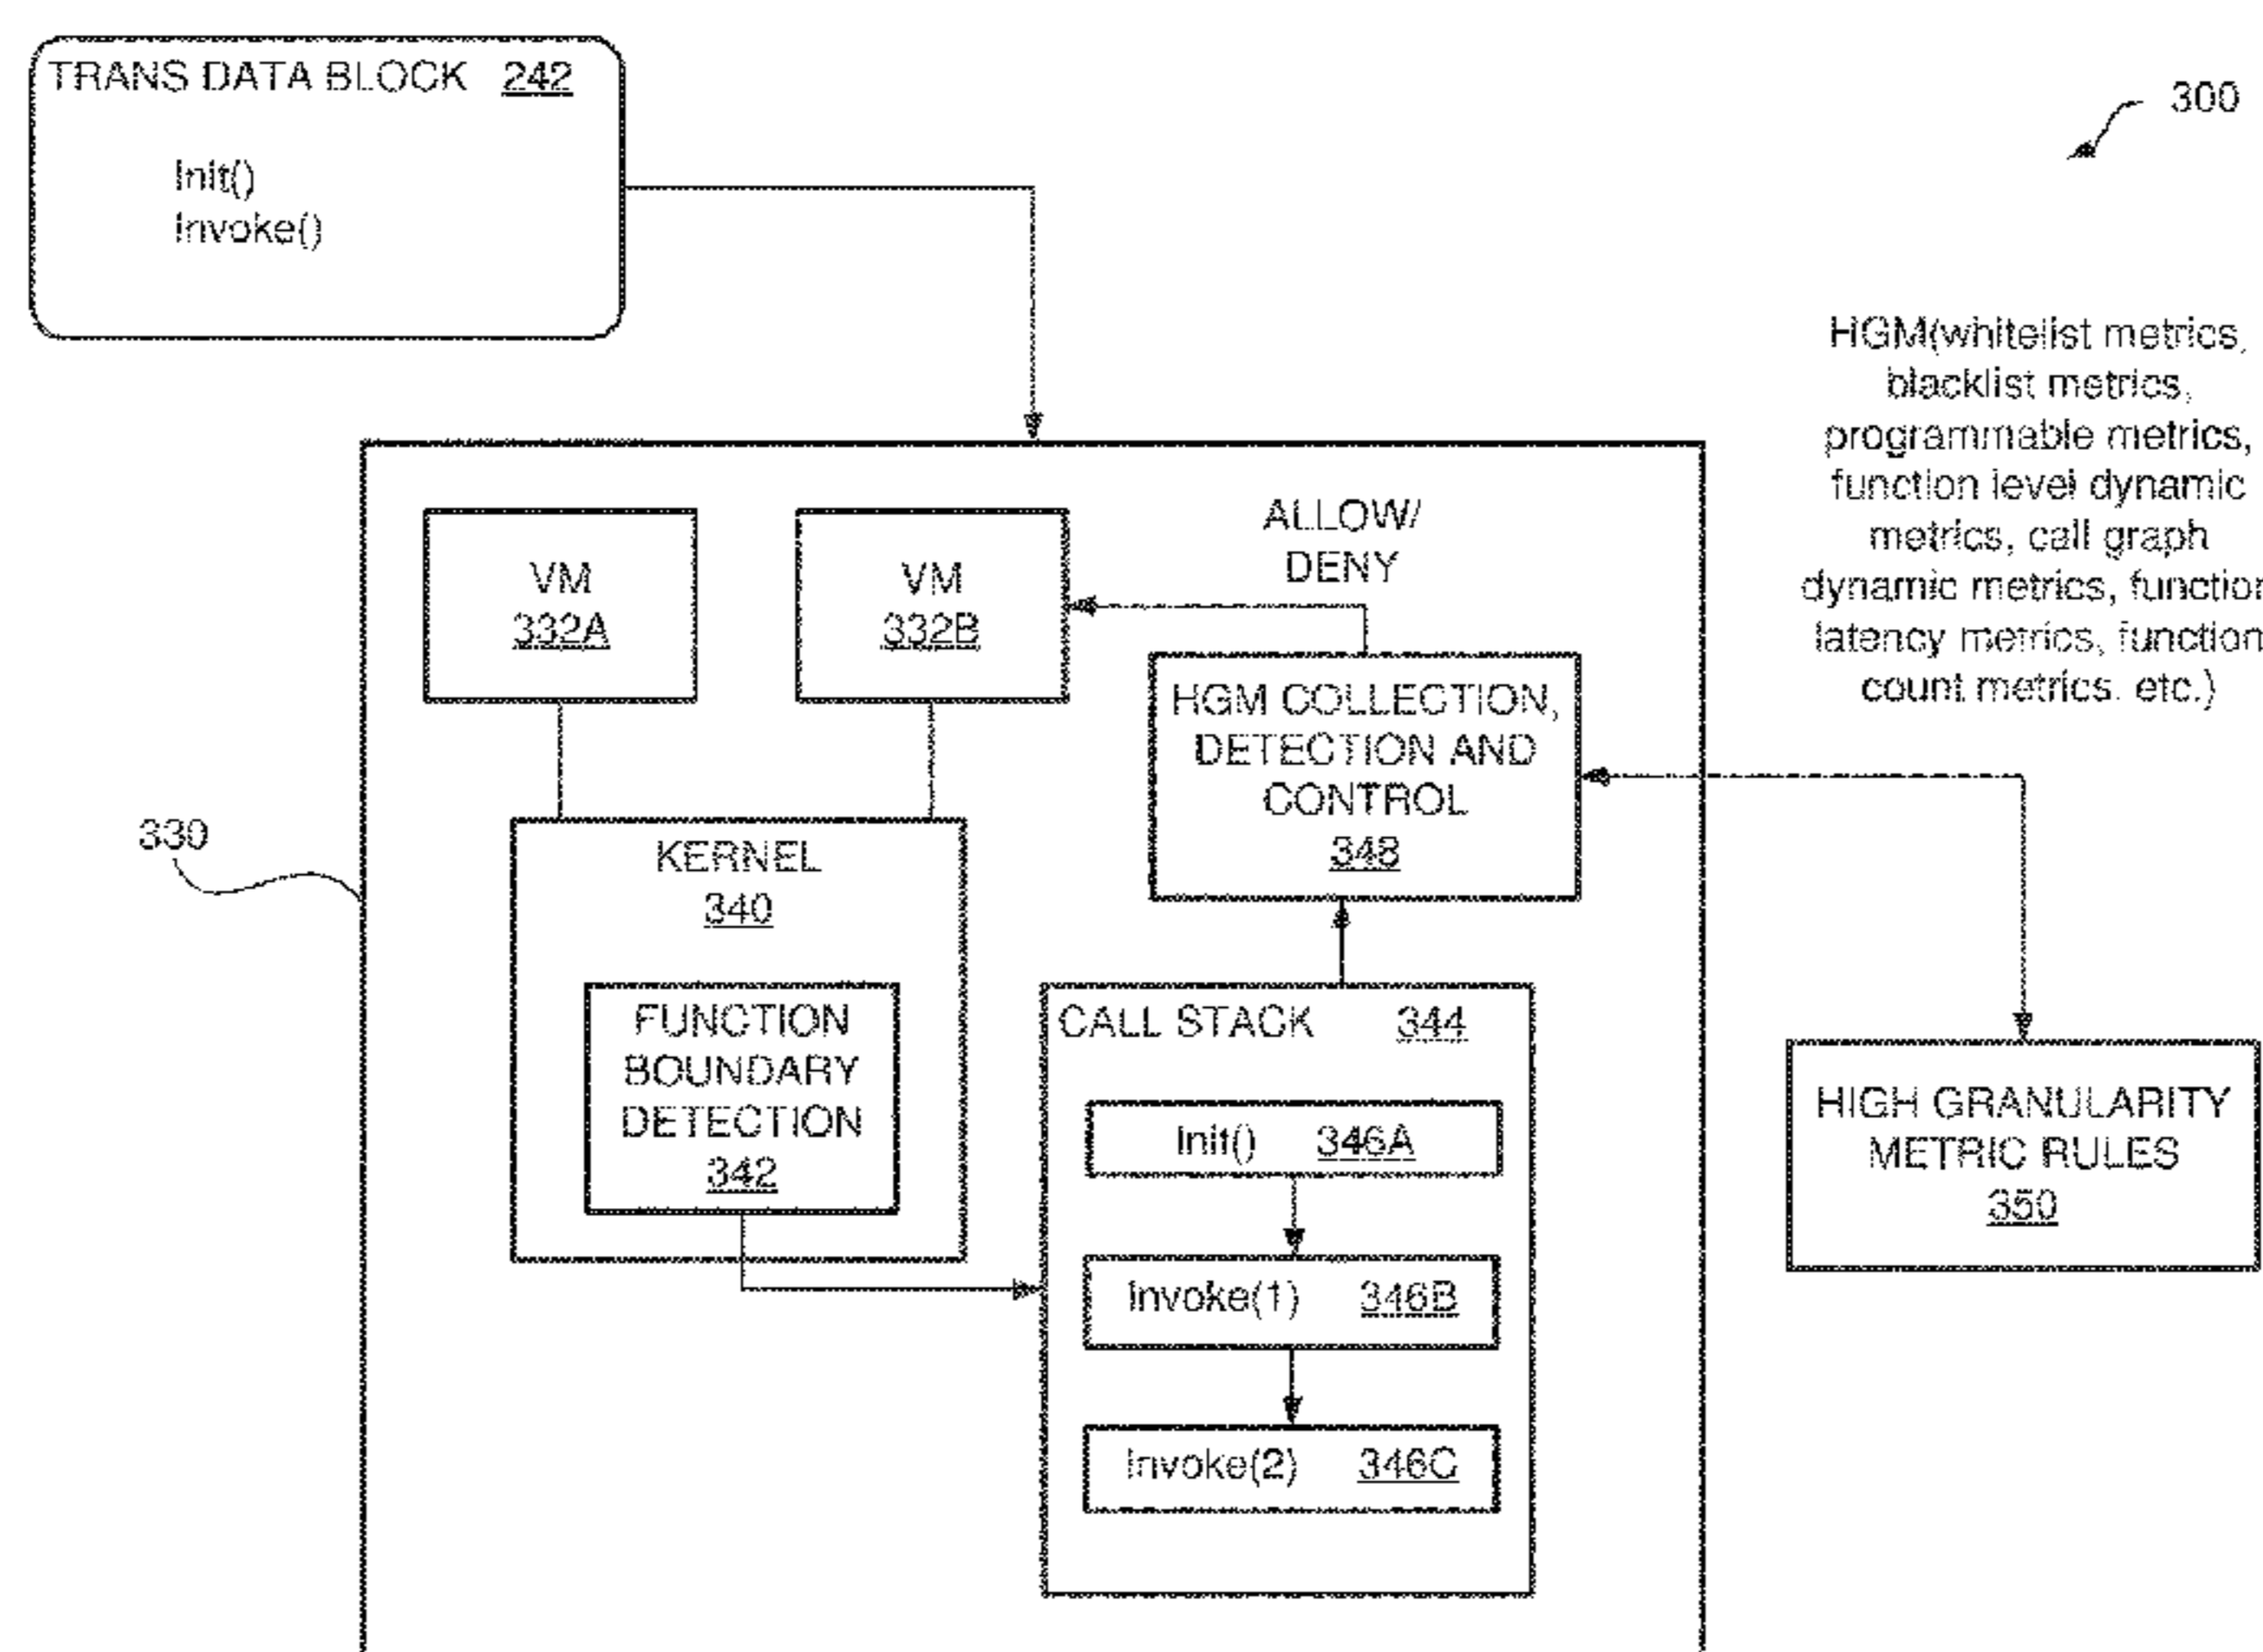 TRANS DATA BLOCK 242
Init()
Invoke()
300
HGM(whitelist metrics,
blacklist metrics,
programmable metrics,
function level dynamic
metrics, call graph
dynamic metrics, function
latency metrics, function
count metrics. etc.)
330
VM
332A
VM
332B
ALLOW/
DENY
HGM COLLECTION,
DETECTION AND
CONTROL
348
KERNEL
340
FUNCTION
BOUNDARY
DETECTION
342
CALL STACK 344
Init() 346A
Invoke(1) 346B
Invoke(2) 346C
HIGH GRANULARITY
METRIC RULES
350